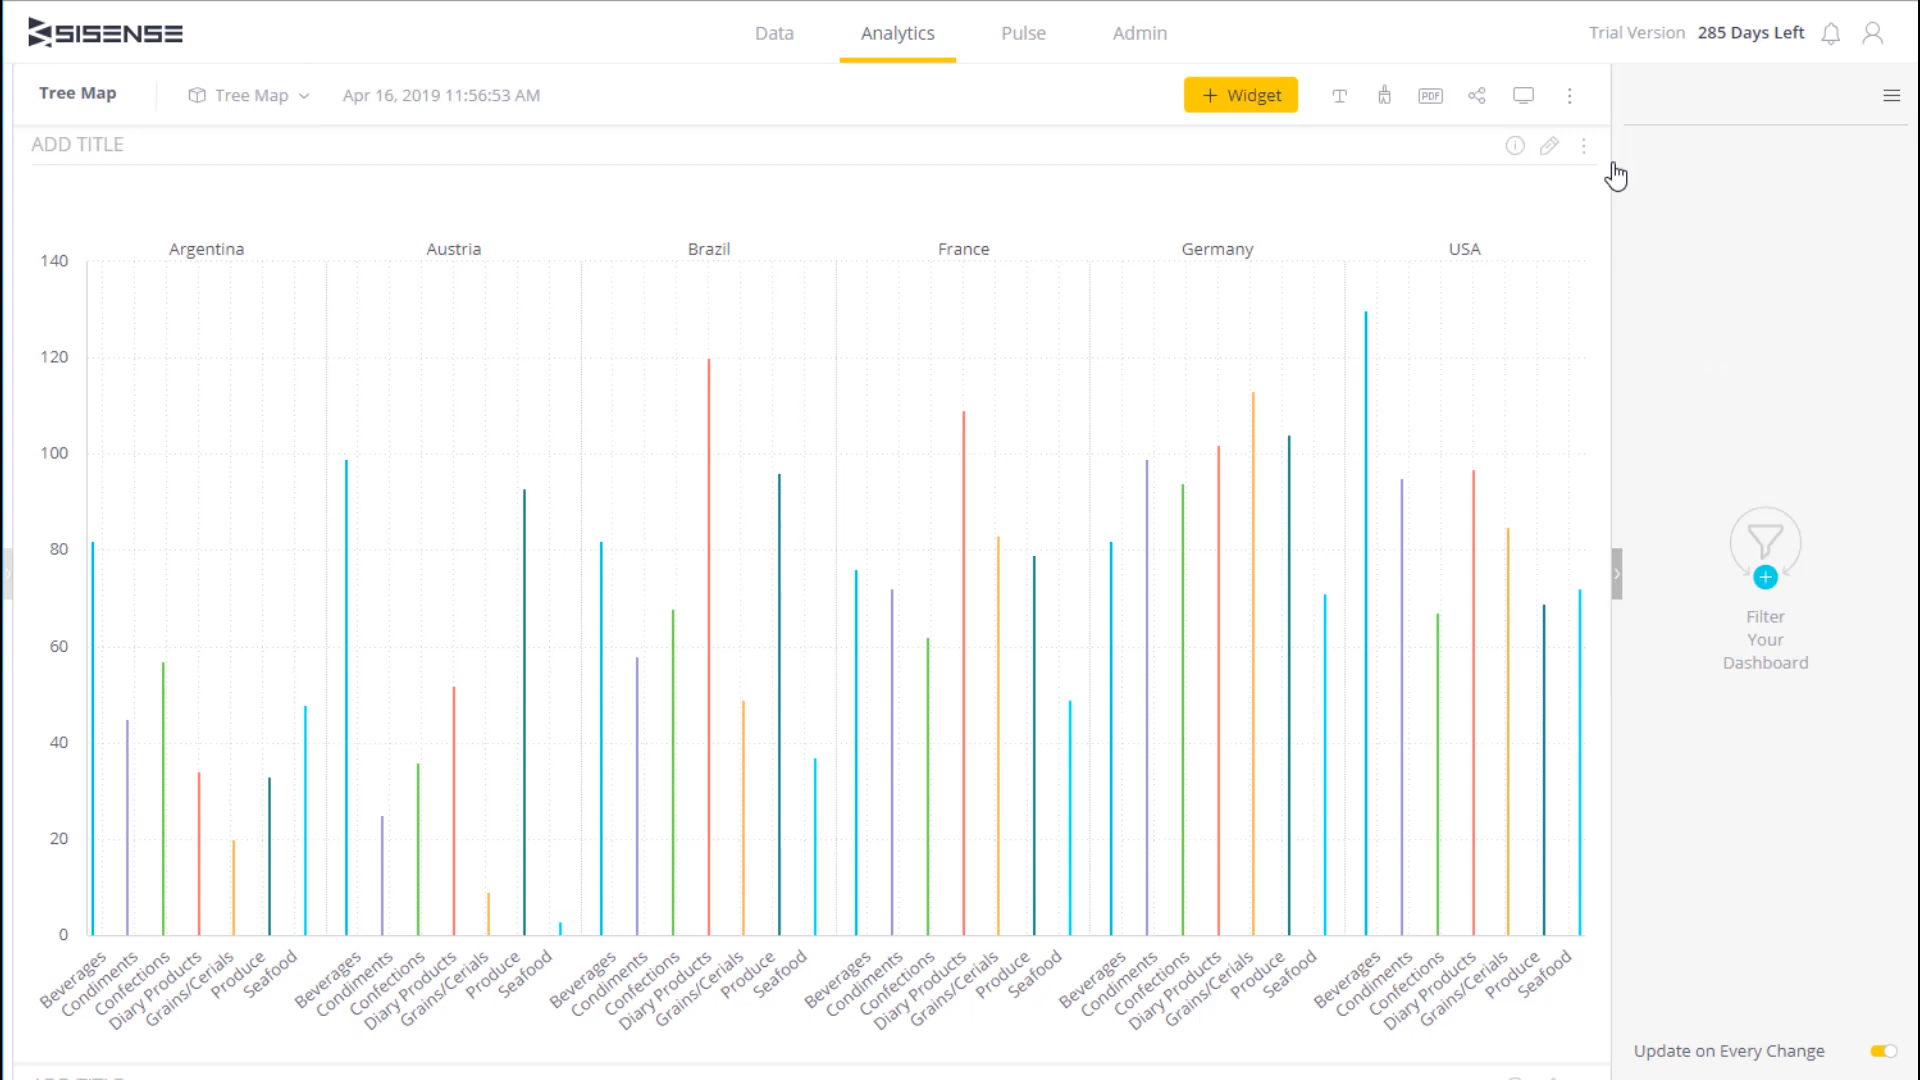 SISENSE
Data Analytics Pulse Admin
Trial Version 285 Days Left
Tree Map Tree Map Apr 16, 2019 11:56:53 AM + Widget PDF
ADD TITLE
Argentina Austria Brazil France Germany USA
140
120
100
80
60
40
20
0
Beverages Condiments Confections Diary Products Grains/Cerials Produce Seafood
Beverages Condiments Confections Diary Products Grains/Cerials Produce Seafood
Beverages Condiments Confections Diary Products Grains/Cerials Produce Seafood
Beverages Condiments Confections Diary Products Grains/Cerials Produce Seafood
Beverages Condiments Confections Diary Products Grains/Cerials Produce Seafood
Beverages Condiments Confections Diary Products Grains/Cerials Produce Seafood
Filter
Your
Dashboard
Update on Every Change